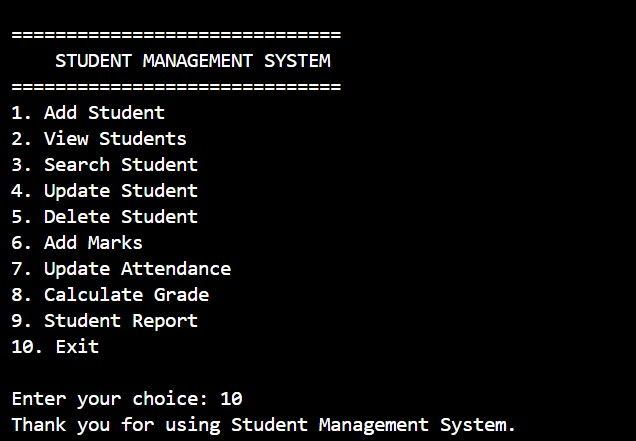 ==============================
    STUDENT MANAGEMENT SYSTEM
==============================
1. Add Student
2. View Students
3. Search Student
4. Update Student
5. Delete Student
6. Add Marks
7. Update Attendance
8. Calculate Grade
9. Student Report
10. Exit

Enter your choice: 10
Thank you for using Student Management System.